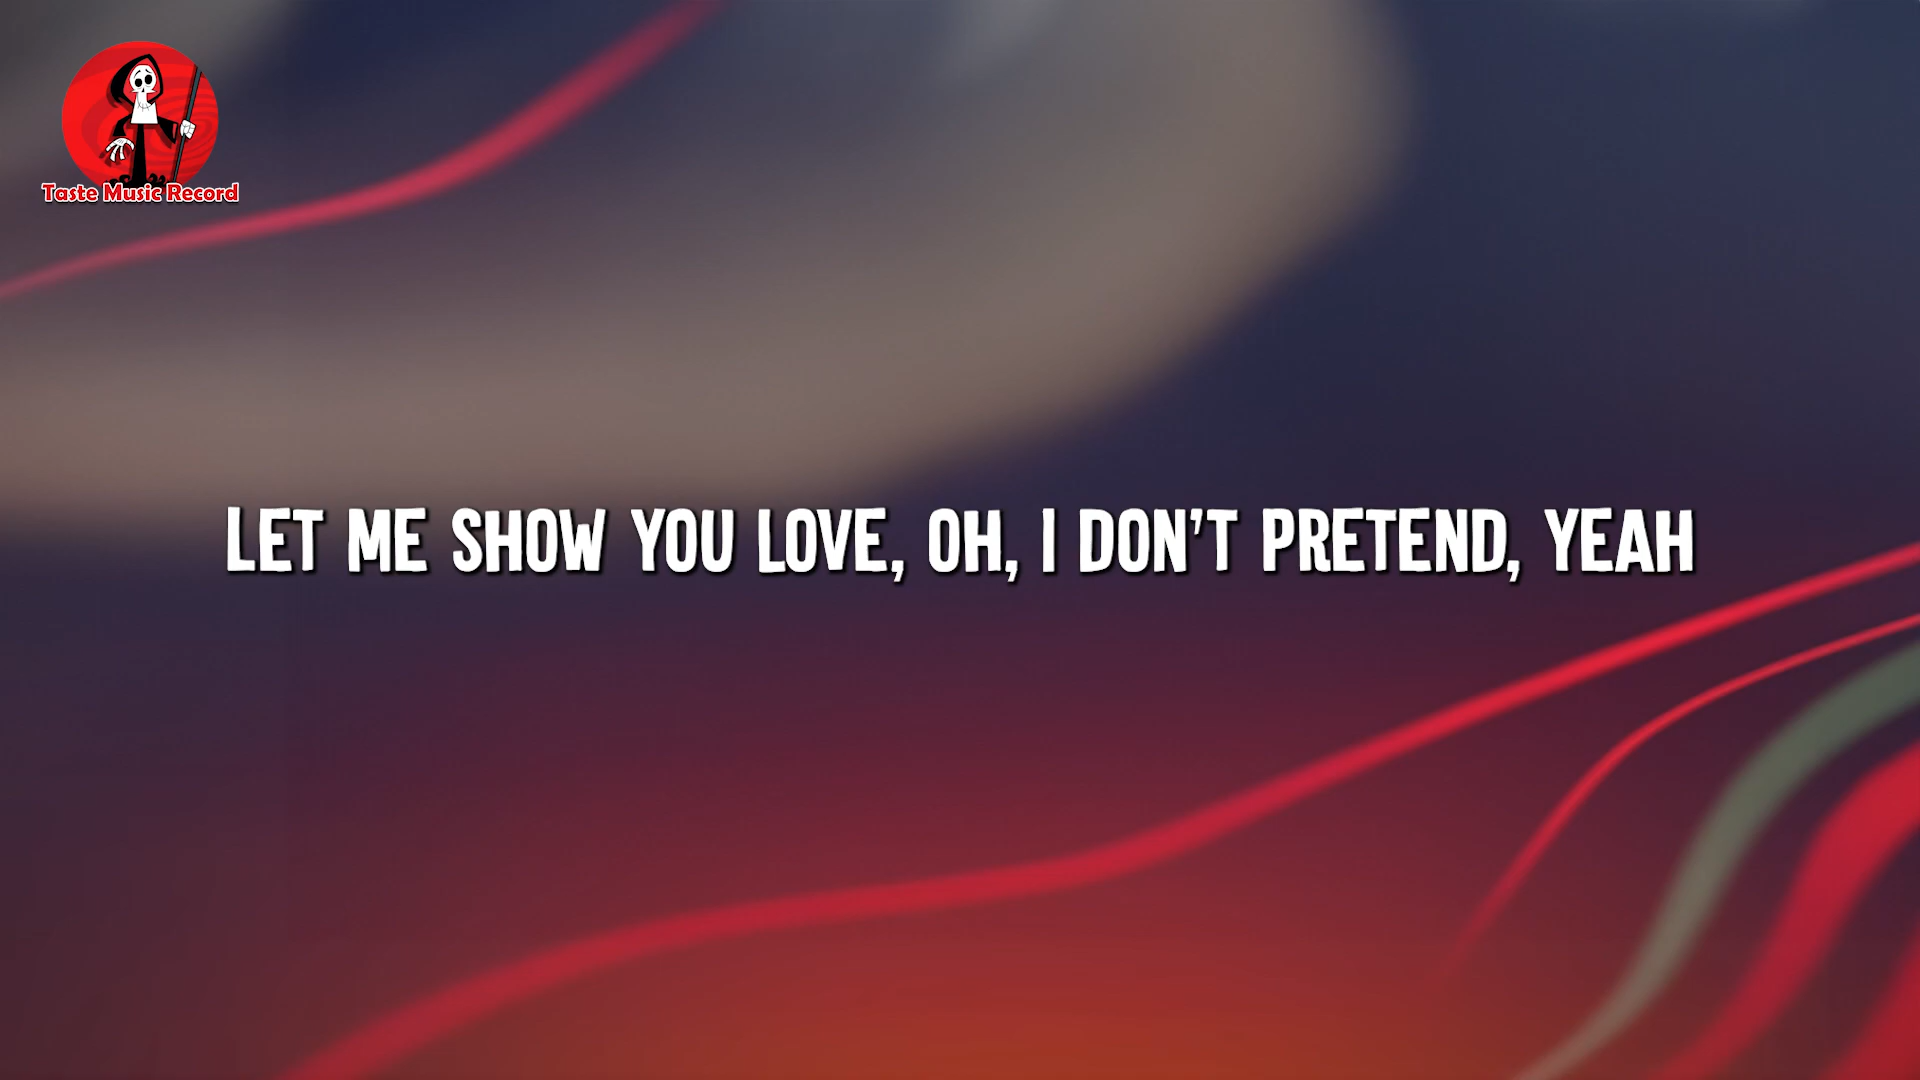 Taste Music Record
LET ME SHOW YOU LOVE, OH, I DON'T PRETEND, YEAH